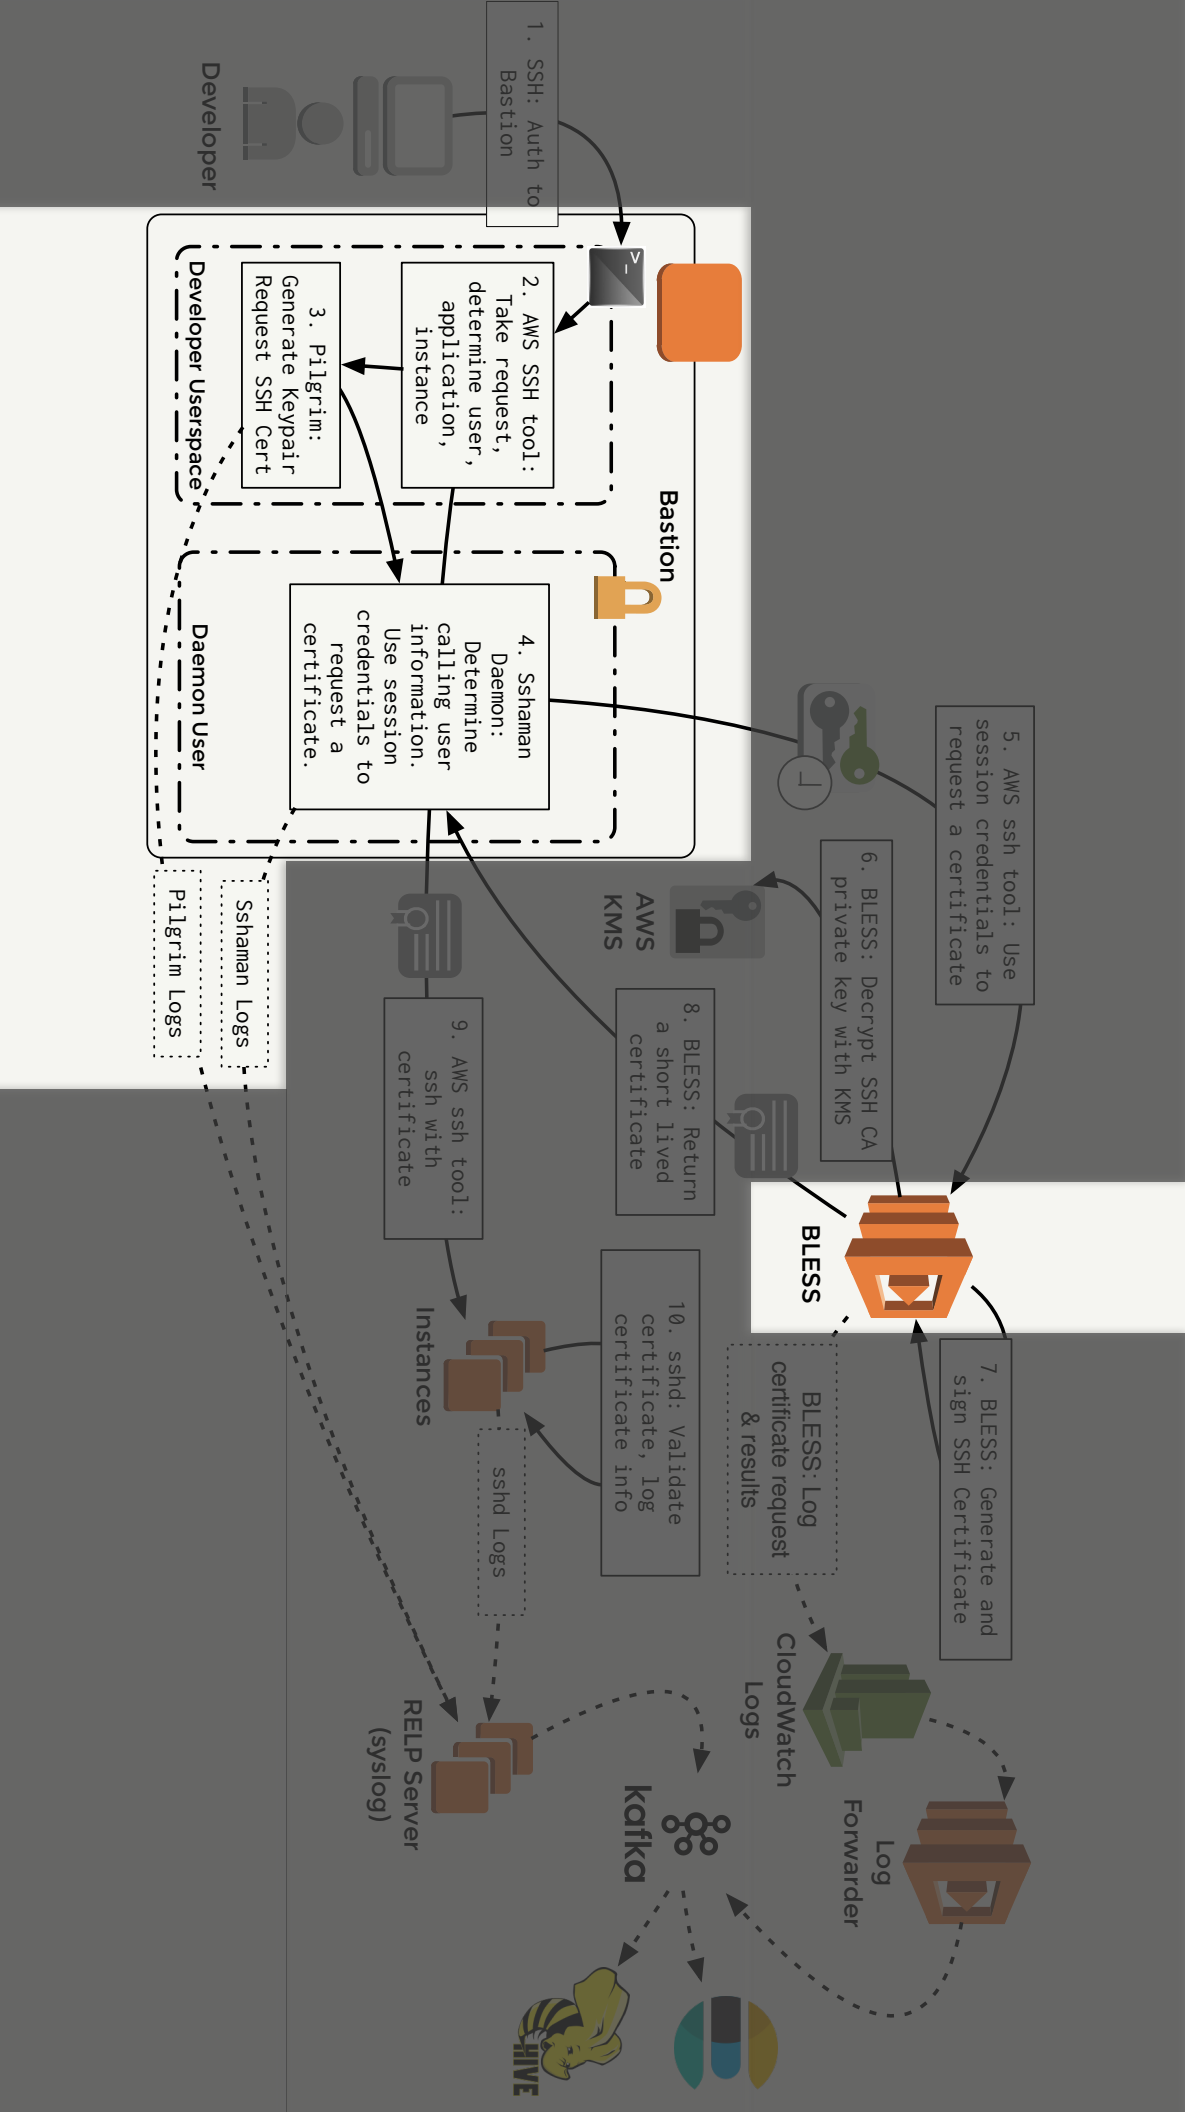 Developer
1. SSH: Auth to
Bastion
Bastion
>_
2. AWS SSH tool:
Take request,
determine user,
application,
instance
3. Pilgrim:
Generate Keypair
Request SSH Cert
Developer Userspace
4. Sshaman
Daemon:
Determine
calling user
information.
Use session
credentials to
request a
certificate.
Daemon User
5. AWS ssh tool: Use
session credentials to
request a certificate
6. BLESS: Decrypt SSH CA
private key with KMS
AWS
KMS
8. BLESS: Return
a short lived
certificate
9. AWS ssh tool:
ssh with
certificate
Sshaman Logs
Pilgrim Logs
BLESS
7. BLESS: Generate and
sign SSH Certificate
BLESS: Log
certificate request
& results
10. sshd: Validate
certificate, log
certificate info
Instances
sshd Logs
CloudWatch
Logs
Log
Forwarder
RELP Server
(syslog)
kafka
HIVE